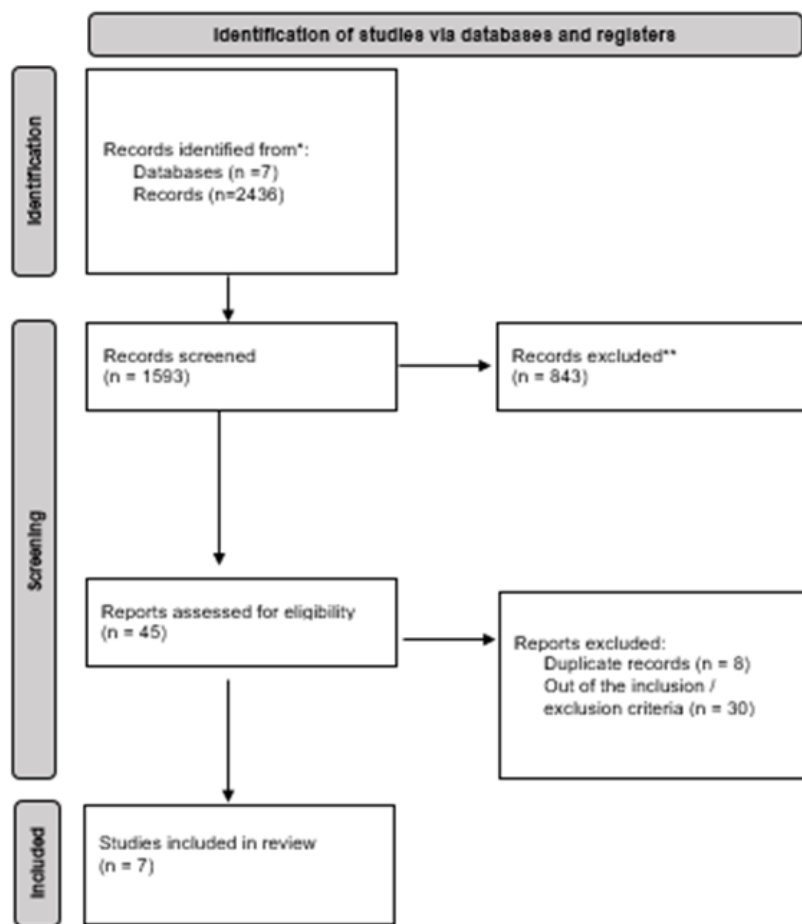 Identification of studies via databases and registers
Identification
Records identified from*:
Databases (n =7)
Records (n=2436)
Screening
Records screened
(n = 1593)
Records excluded**
(n = 843)
Reports assessed for eligibility
(n = 45)
Reports excluded:
Duplicate records (n = 8)
Out of the inclusion /
exclusion criteria (n = 30)
Included
Studies included in review
(n = 7)